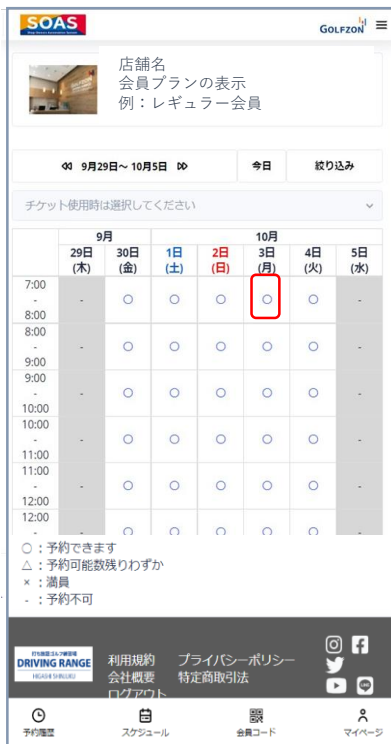 SOAS
GOLFZON
店舗名
会員プランの表示
例：レギュラー会員
9月29日～10月5日 今日 絞り込み
チケット使用時は選択してください
9月 10月
29日 30日 1日 2日 3日 4日 5日
(木) (金) (土) (日) (月) (火) (水)
7:00
- - ○ ○ ○ ○ ○ -
8:00
8:00
- - ○ ○ ○ ○ ○ -
9:00
9:00
- - ○ ○ ○ ○ ○ -
10:00
10:00
- - ○ ○ ○ ○ ○ -
11:00
11:00
- - ○ ○ ○ ○ ○ -
12:00
12:00
- - ○ ○ ○ ○ ○ -
○：予約できます
△：予約可能数残りわずか
×：満員
-：予約不可
DRIVING RANGE
HIGASHI SHINJUKU
利用規約 プライバシーポリシー
会社概要 特定商取引法
ログアウト
予約履歴 スケジュール 会員コード マイページ